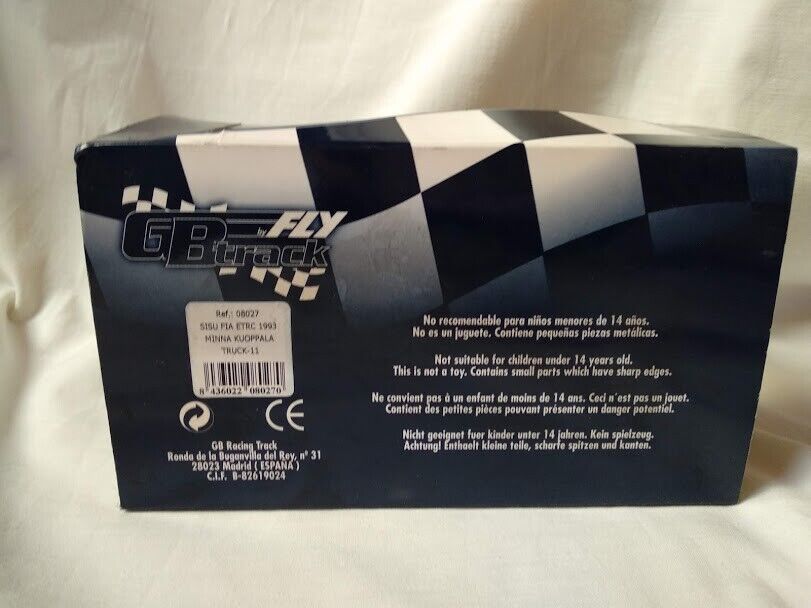 GBtrack by FLY
Ref.: 08027
SISU FIA ETRC 1993
MINNA KUOPPALA
TRUCK-11
8 436022 080270
CE
GB Racing Track
Ronda de la Buganvilla del Rey, nº 31
28023 Madrid ( ESPAÑA )
C.I.F. B-82619024
No recomendable para niños menores de 14 años.
No es un juguete. Contiene pequeñas piezas metálicas.
Not suitable for children under 14 years old.
This is not a toy. Contains small parts which have sharp edges.
Ne convient pas à un enfant de moins de 14 ans. Ceci n´est pas un jouet.
Contient des petites pièces pouvant présenter un danger potentiel.
Nicht geeignet fuer kinder unter 14 jahren. Kein spielzeug.
Achtung! Enthaelt kleine teile, scharfe spitzen und kanten.